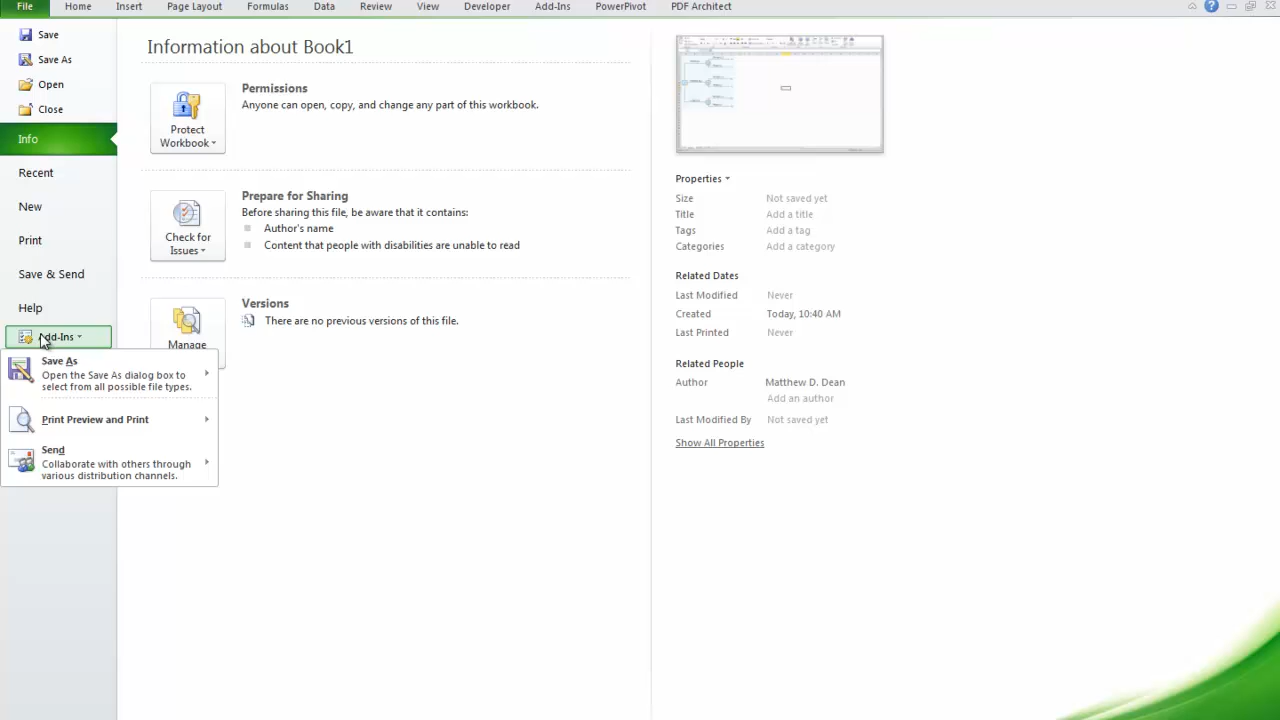 File Home Insert Page Layout Formulas Data Review View Developer Add-Ins PowerPivot PDF Architect
Save
Save As
Open
Close
Info
Recent
New
Print
Save & Send
Help
Add-Ins
Save As
Open the Save As dialog box to
select from all possible file types.
Print Preview and Print
Send
Collaborate with others through
various distribution channels.
Information about Book1
Protect
Workbook
Permissions
Anyone can open, copy, and change any part of this workbook.
Check for
Issues
Prepare for Sharing
Before sharing this file, be aware that it contains:
Author's name
Content that people with disabilities are unable to read
Manage
Versions
There are no previous versions of this file.
Properties
Size Not saved yet
Title Add a title
Tags Add a tag
Categories Add a category
Related Dates
Last Modified Never
Created Today, 10:40 AM
Last Printed Never
Related People
Author Matthew D. Dean
Add an author
Last Modified By Not saved yet
Show All Properties